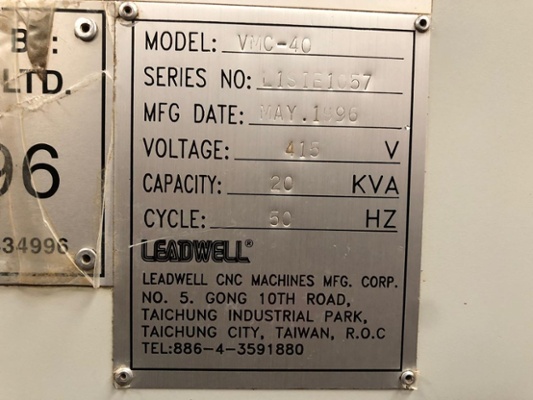 BY:
LTD.
96
34996
MODEL: VMC-40
SERIES NO:
MFG DATE: MAY.1996
VOLTAGE: 415 V
CAPACITY: 20 KVA
CYCLE: 50 HZ
LEADWELL®
LEADWELL CNC MACHINES MFG. CORP.
NO. 5. GONG 10TH ROAD,
TAICHUNG INDUSTRIAL PARK,
TAICHUNG CITY, TAIWAN, R.O.C
TEL:886-4-3591880